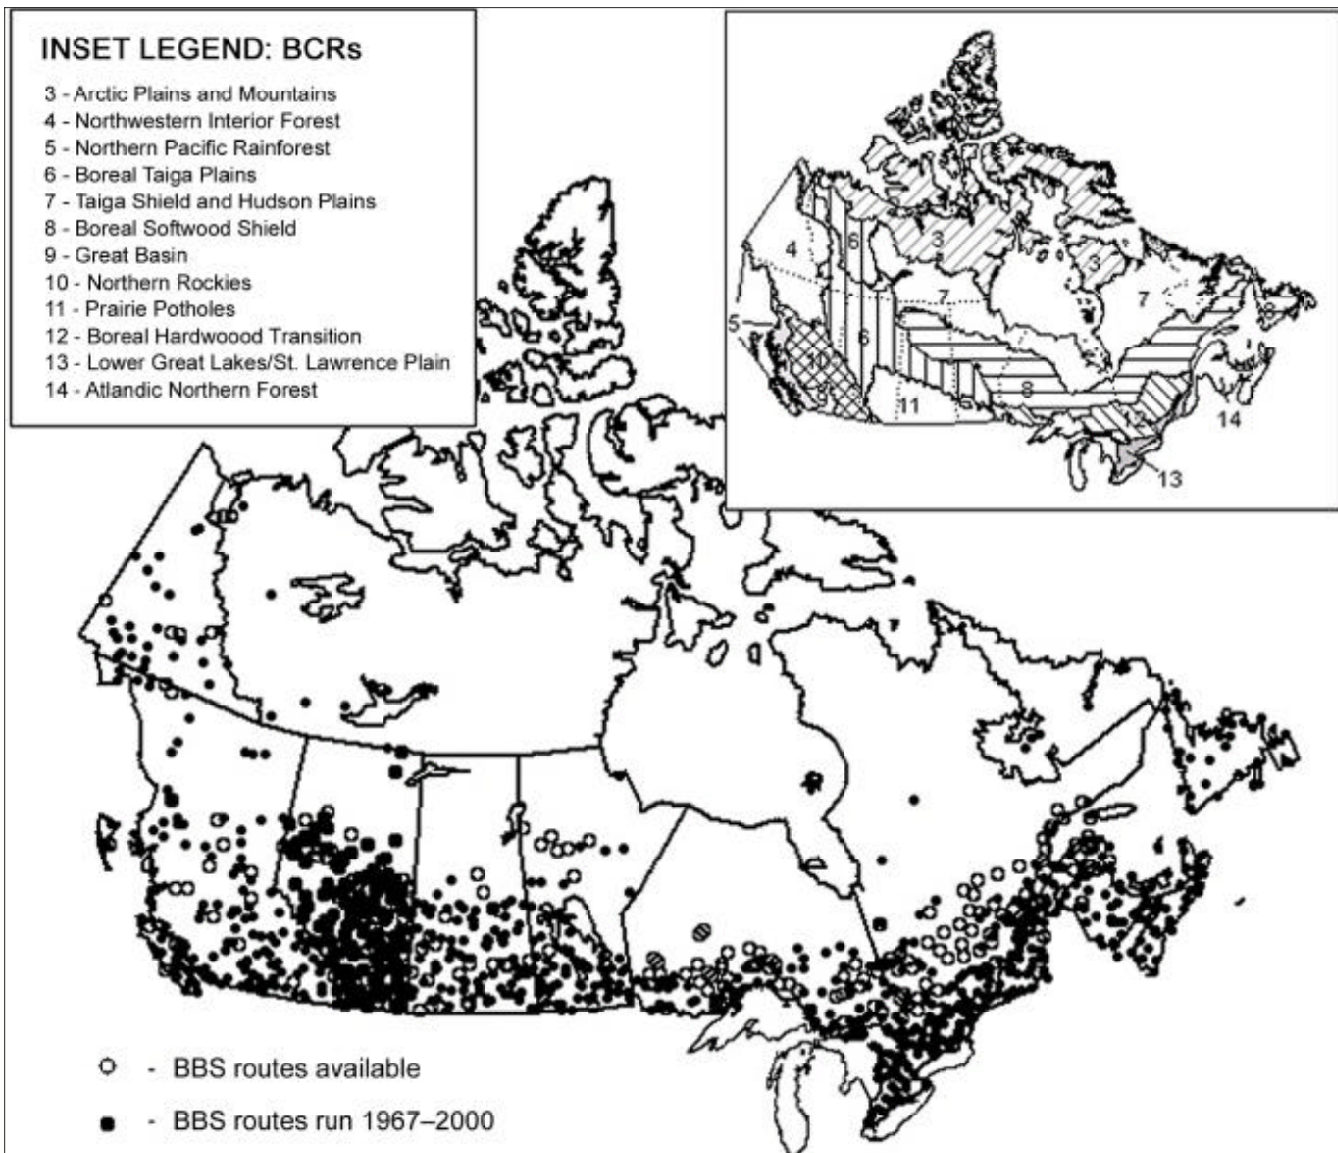 INSET LEGEND: BCRs
3 - Arctic Plains and Mountains
4 - Northwestern Interior Forest
5 - Northern Pacific Rainforest
6 - Boreal Taiga Plains
7 - Taiga Shield and Hudson Plains
8 - Boreal Softwood Shield
9 - Great Basin
10 - Northern Rockies
11 - Prairie Potholes
12 - Boreal Hardwoood Transition
13 - Lower Great Lakes/St. Lawrence Plain
14 - Atlantic Northern Forest
3
4
6
3
7
7
8
5
10
6
9
11
8
12
14
13
- BBS routes available
- BBS routes run 1967–2000